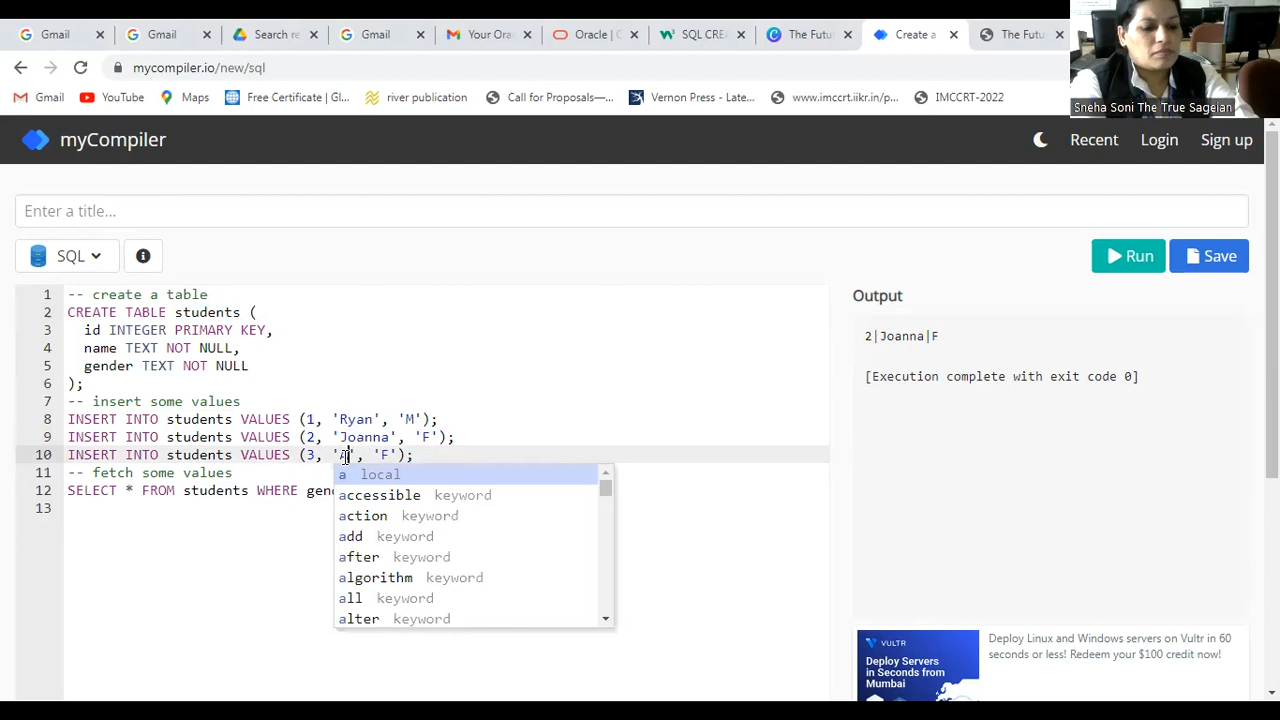 Gmail
Gmail
Search re
Gmail
Your Ora
Oracle | C
SQL CREA
The Futur
Create a
The Futur
mycompiler.io/new/sql
Gmail
YouTube
Maps
Free Certificate | Gl...
river publication
Call for Proposals—...
Vernon Press - Late...
www.imccrt.iikr.in/p...
IMCCRT-2022
Sneha Soni The True Sageian
myCompiler
Recent
Login
Sign up
Enter a title...
SQL
Run
Save
1 -- create a table
2 CREATE TABLE students (
3 id INTEGER PRIMARY KEY,
4 name TEXT NOT NULL,
5 gender TEXT NOT NULL
6 );
7 -- insert some values
8 INSERT INTO students VALUES (1, 'Ryan', 'M');
9 INSERT INTO students VALUES (2, 'Joanna', 'F');
10 INSERT INTO students VALUES (3, 'A', 'F');
11 -- fetch some values
12 SELECT * FROM students WHERE gend
13
a local
accessible keyword
action keyword
add keyword
after keyword
algorithm keyword
all keyword
alter keyword
Output
2|Joanna|F
[Execution complete with exit code 0]
VULTR
Deploy Servers
in Seconds from
Mumbai
Deploy Linux and Windows servers on Vultr in 60
seconds or less! Redeem your $100 credit now!